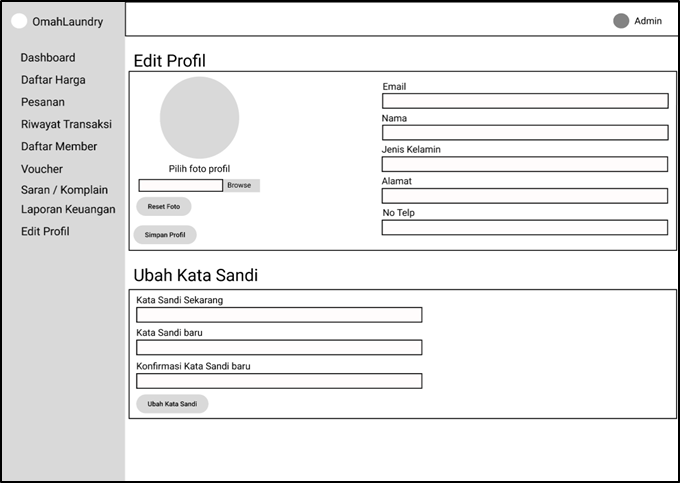 OmahLaundry
Admin
Dashboard
Daftar Harga
Pesanan
Riwayat Transaksi
Daftar Member
Voucher
Saran / Komplain
Laporan Keuangan
Edit Profil
Edit Profil
Pilih foto profil
Browse
Reset Foto
Simpan Profil
Email
Nama
Jenis Kelamin
Alamat
No Telp
Ubah Kata Sandi
Kata Sandi Sekarang
Kata Sandi baru
Konfirmasi Kata Sandi baru
Ubah Kata Sandi